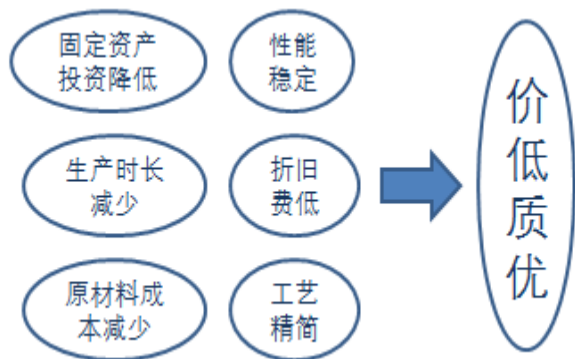 固定资产
投资降低
性能
稳定
生产时长
减少
折旧
费低
原材料成
本减少
工艺
精简
价
低
质
优